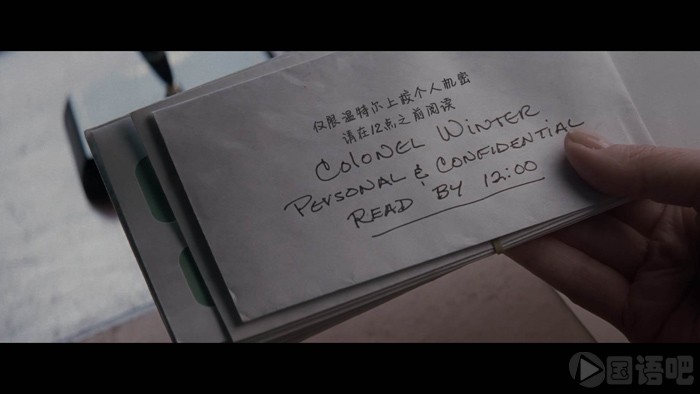 仅限温特尔上校个人机密
请在12点之前阅读
COLONEL WINTER
PERSONAL & CONFIDENTIAL
READ BY 12:00
国语吧